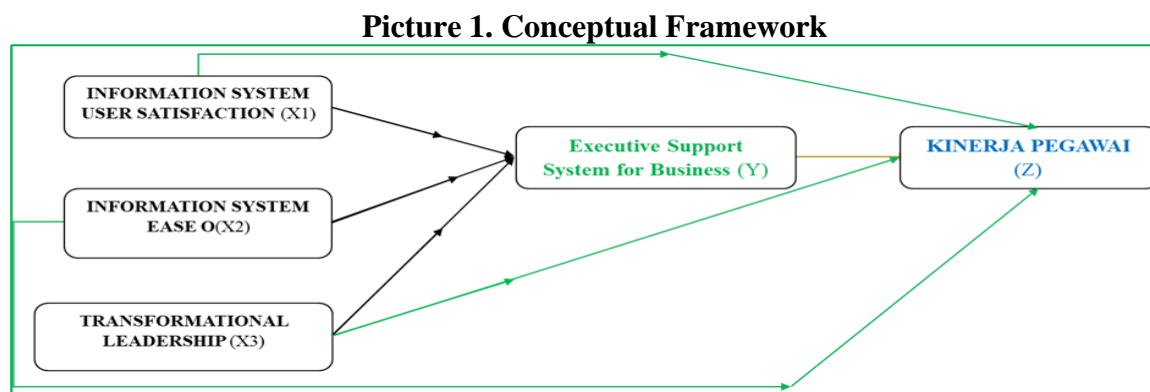 Picture 1. Conceptual Framework
INFORMATION SYSTEM
USER SATISFACTION (X1)
Executive Support
System for Business (Y)
KINERJA PEGAWAI
(Z)
INFORMATION SYSTEM
EASE O(X2)
TRANSFORMATIONAL
LEADERSHIP (X3)